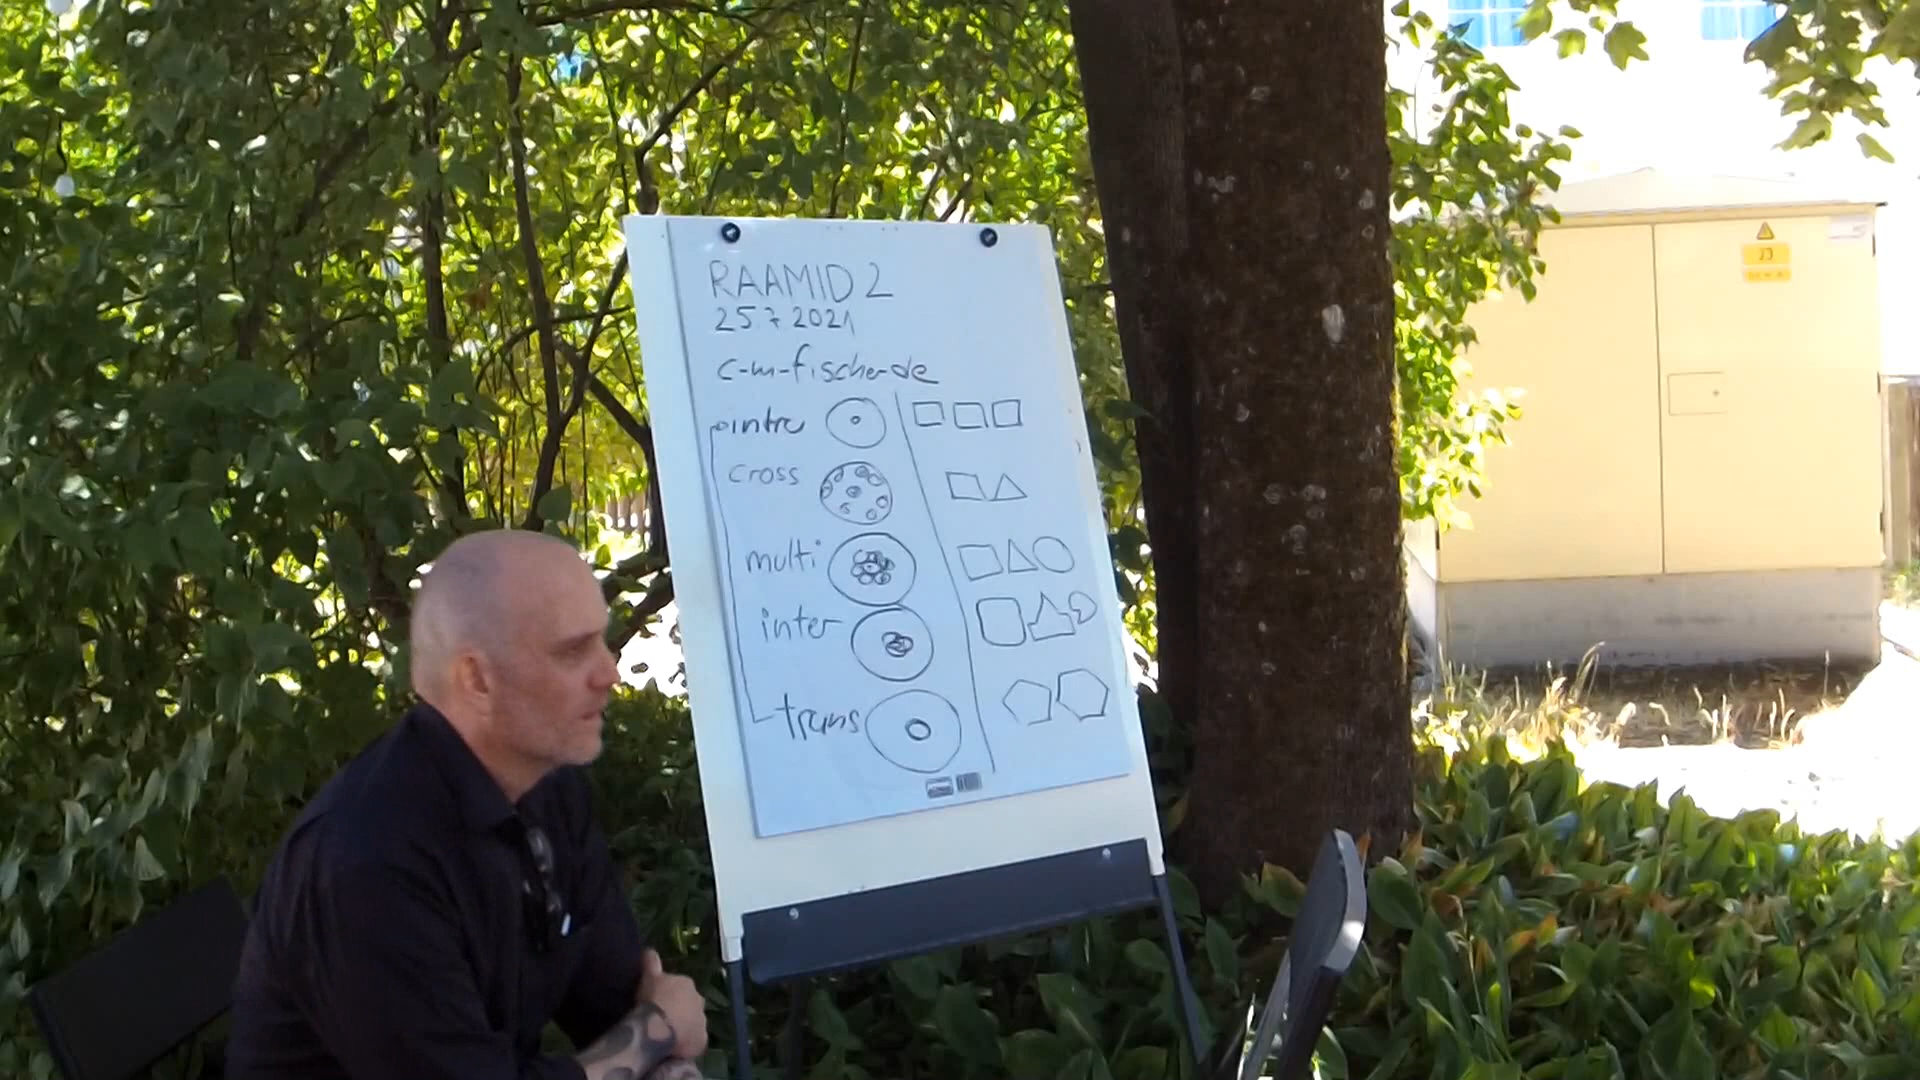 RAAMID 2
25 7 2021
c-m-fischer-de
intra
cross
multi
inter
trans